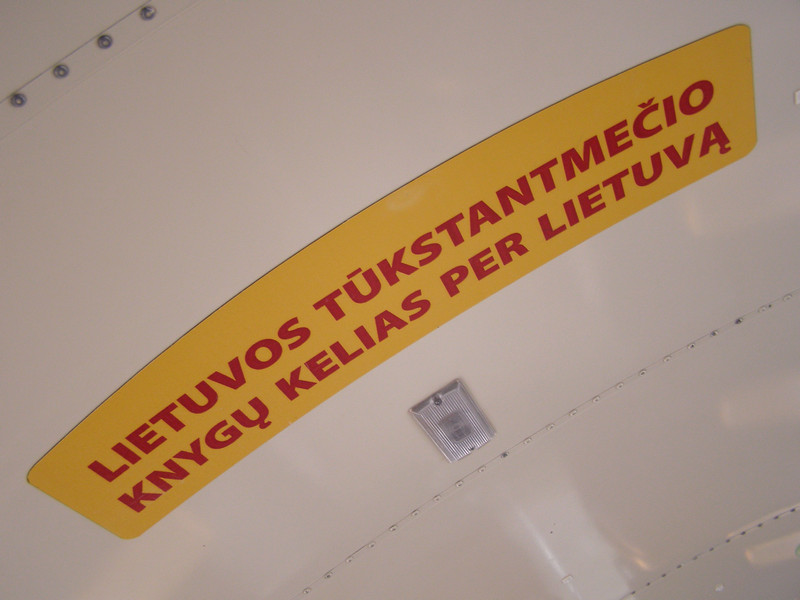 LIETUVOS TŪKSTANTMEČIO
KNYGŲ KELIAS PER LIETUVĄ